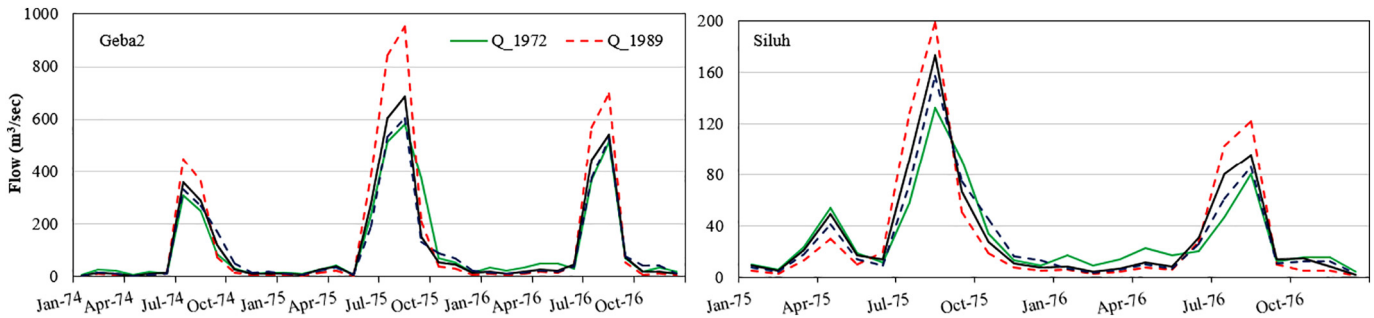 Flow (m³/sec)
1000
800
600
400
200
0
Geba2
Q_1972
Q_1989
Jan-74 Apr-74 Jul-74 Oct-74 Jan-75 Apr-75 Jul-75 Oct-75 Jan-76 Apr-76 Jul-76 Oct-76
200
160
120
80
40
0
Siluh
Jan-75 Apr-75 Jul-75 Oct-75 Jan-76 Apr-76 Jul-76 Oct-76